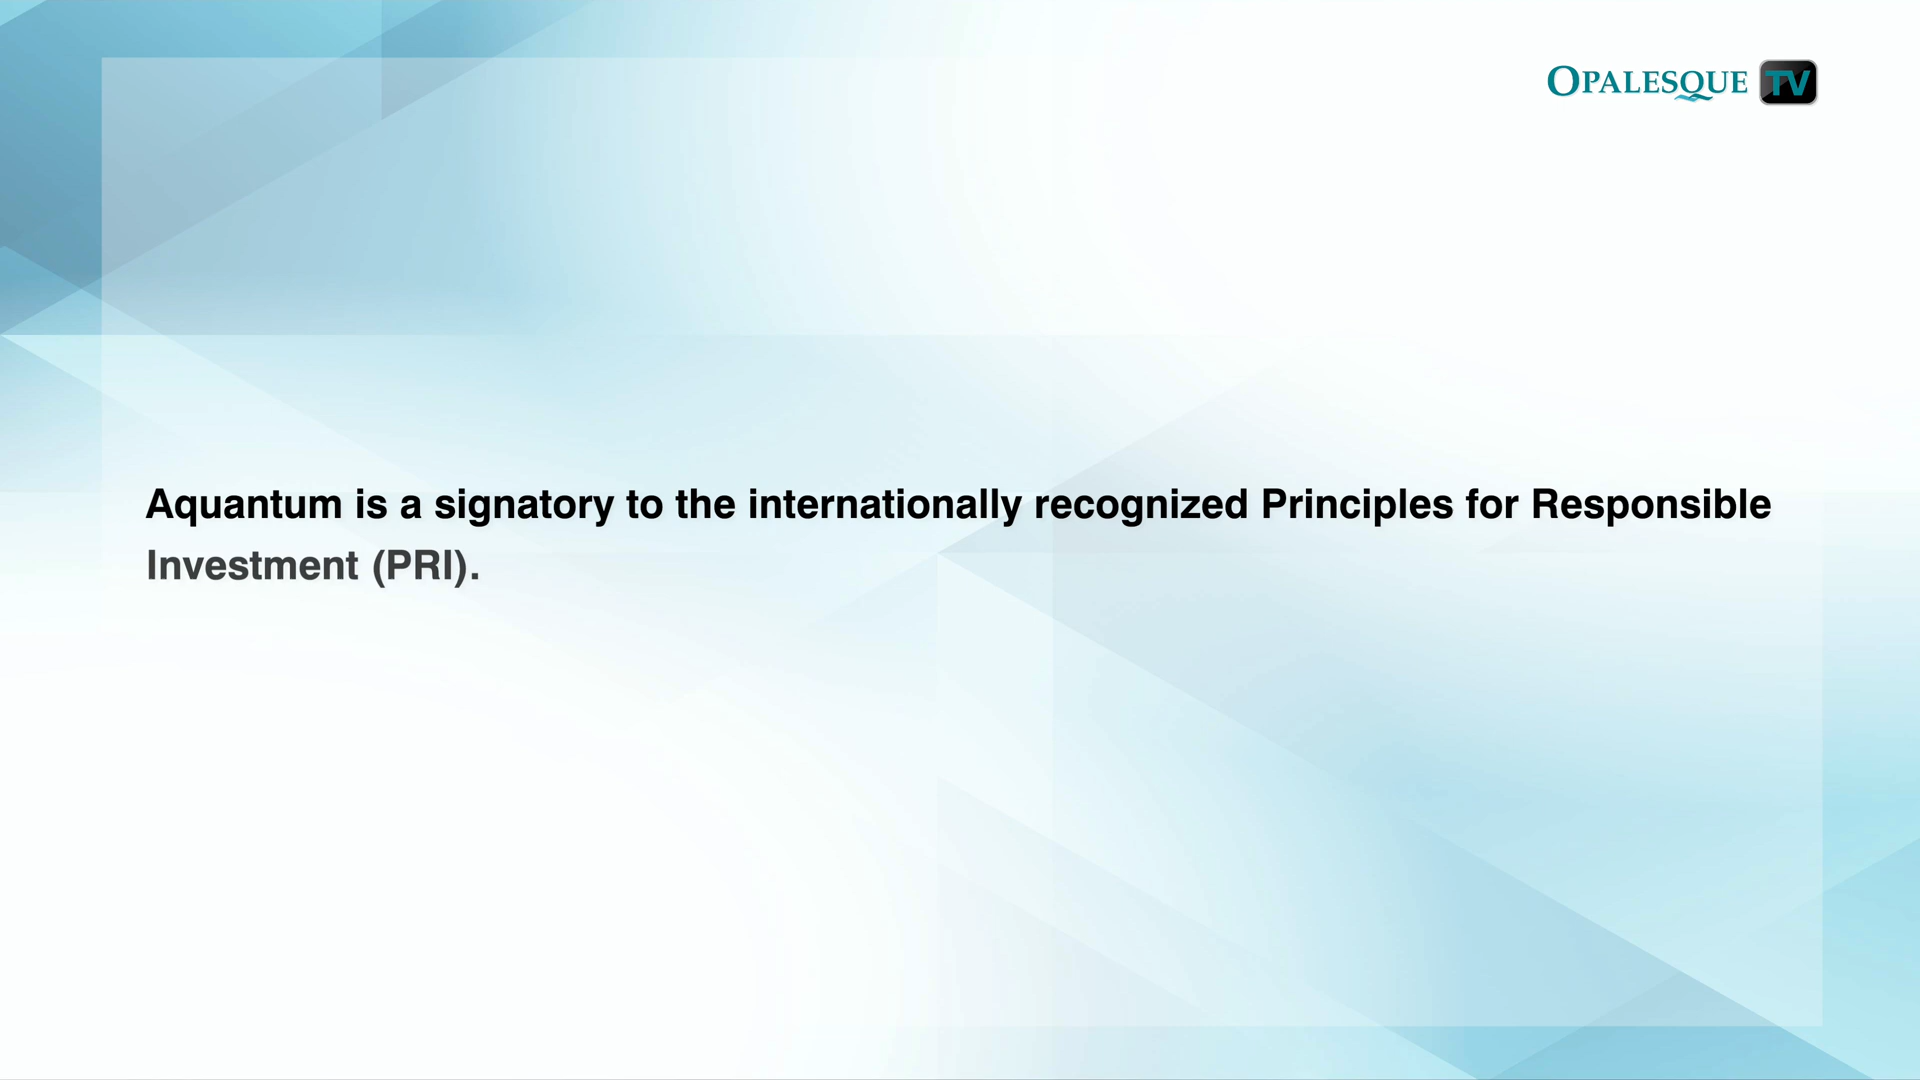 OPALESQUE TV
Aquantum is a signatory to the internationally recognized Principles for Responsible
Investment (PRI).